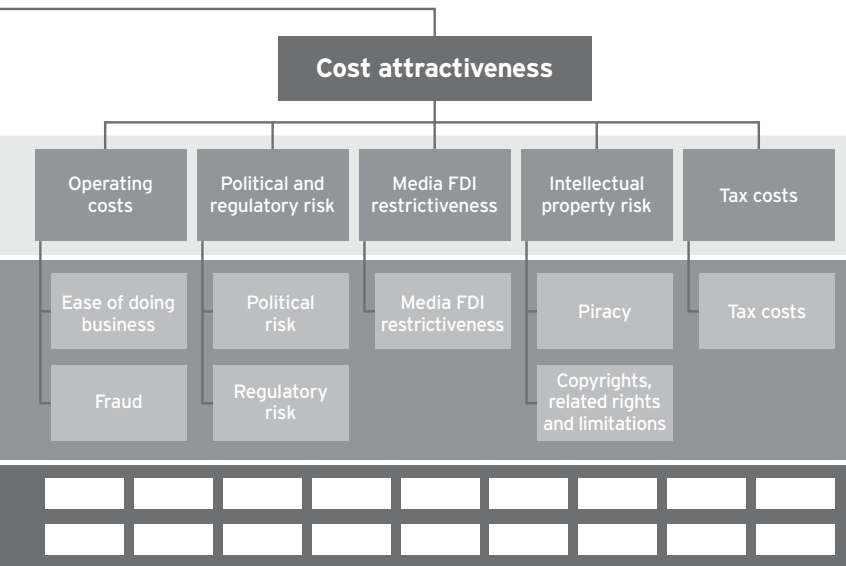 Cost attractiveness
Operating
costs
Political and
regulatory risk
Media FDI
restrictiveness
Intellectual
property risk
Tax costs
Ease of doing
business
Political
risk
Media FDI
restrictiveness
Piracy
Tax costs
Fraud
Regulatory
risk
Copyrights,
related rights
and limitations